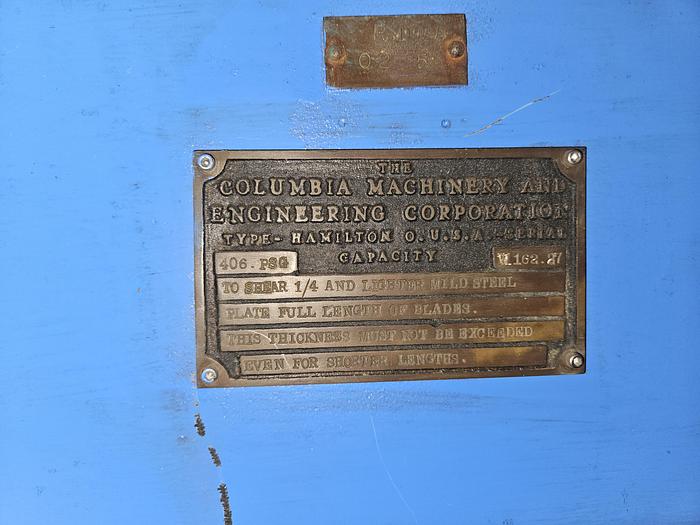 THE
COLUMBIA MACHINERY AND
ENGINEERING CORPORATION
TYPE- HAMILTON O. U.S.A -SERIAL
CAPACITY
406.PSG
TO SHEAR 1/4 AND LIGHTER MILD STEEL
PLATE FULL LENGTH OF BLADES.
THIS THICKNESS MUST NOT BE EXCEEDED
EVEN FOR SHORTER LENGTHS.